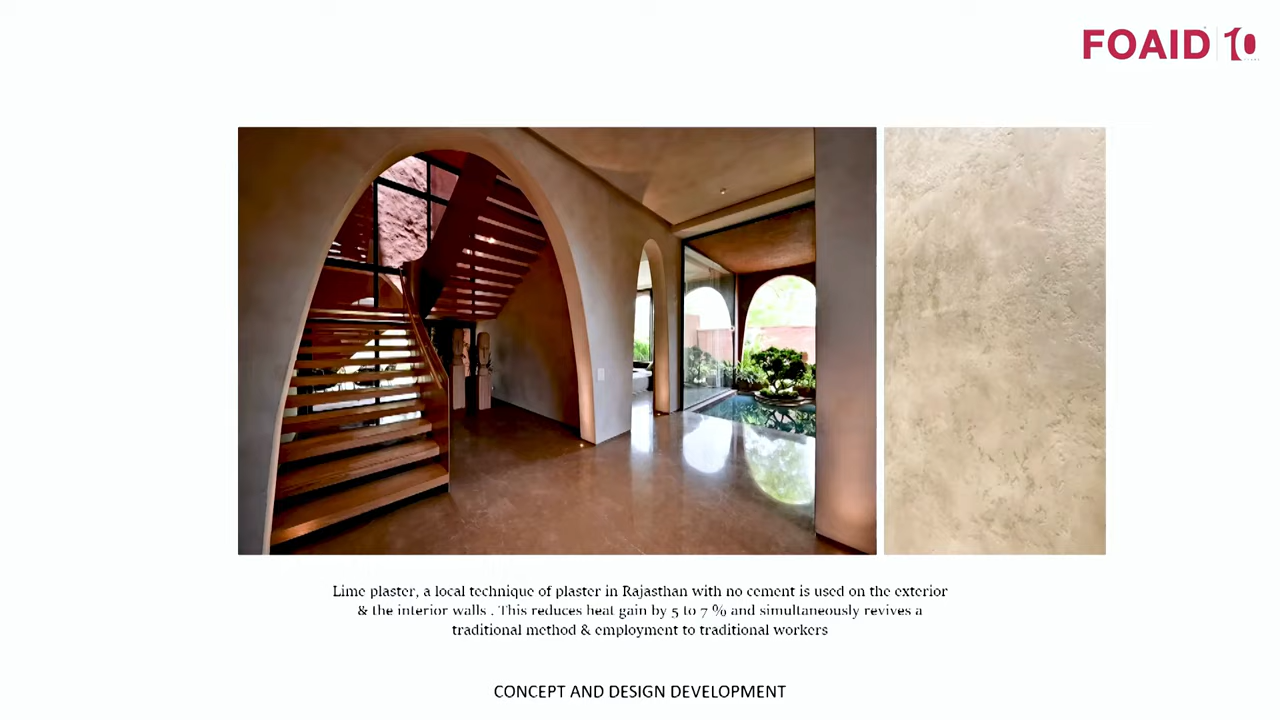 FOAID 10
Lime plaster, a local technique of plaster in Rajasthan with no cement is used on the exterior
& the interior walls . This reduces heat gain by 5 to 7 % and simultaneously revives a
traditional method & employment to traditional workers
CONCEPT AND DESIGN DEVELOPMENT